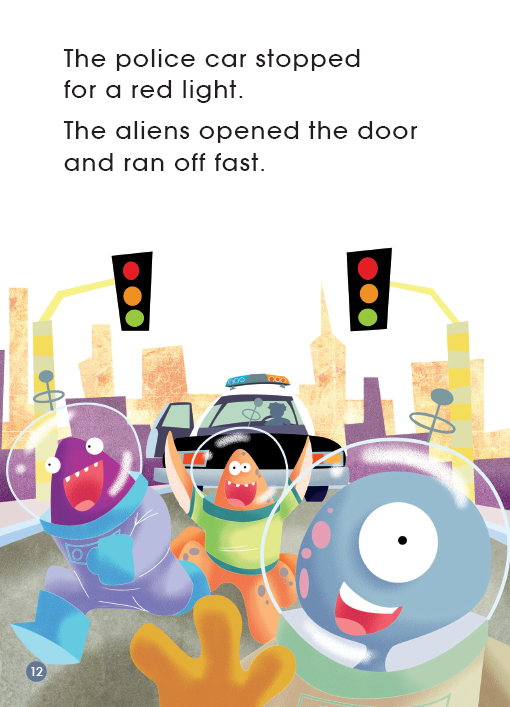 The police car stopped
for a red light.
The aliens opened the door
and ran off fast.
12